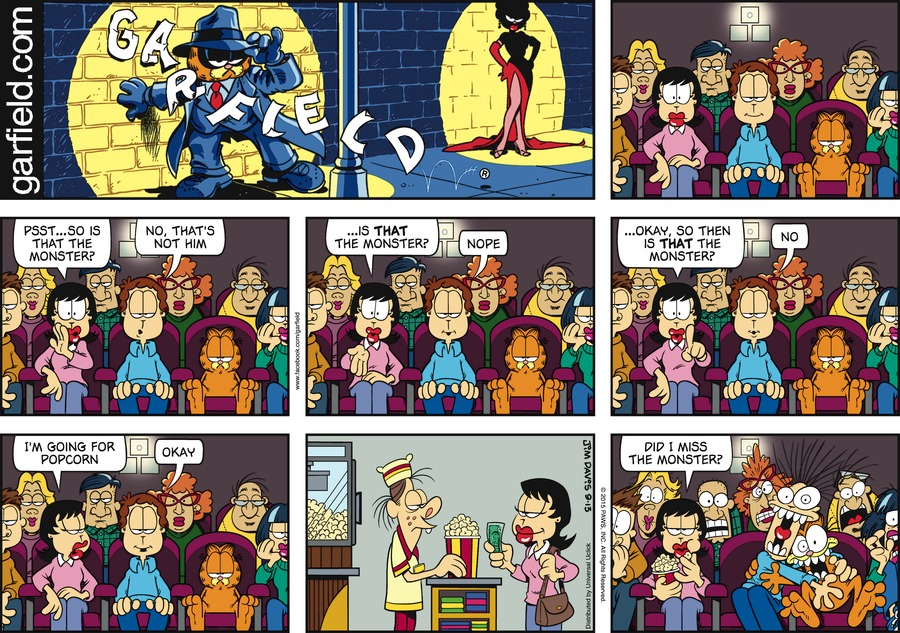 garfield.com
GARFIELD
®
PSST...SO IS
THAT THE
MONSTER?
NO, THAT'S
NOT HIM
www.facebook.com/garfield
...IS THAT
THE MONSTER?
NOPE
...OKAY, SO THEN
IS THAT THE
MONSTER?
NO
I'M GOING FOR
POPCORN
OKAY
JIM DAVIS 9-13
Distributed by Universal Uclick
© 2015 PAWS, INC. All Rights Reserved.
DID I MISS
THE MONSTER?